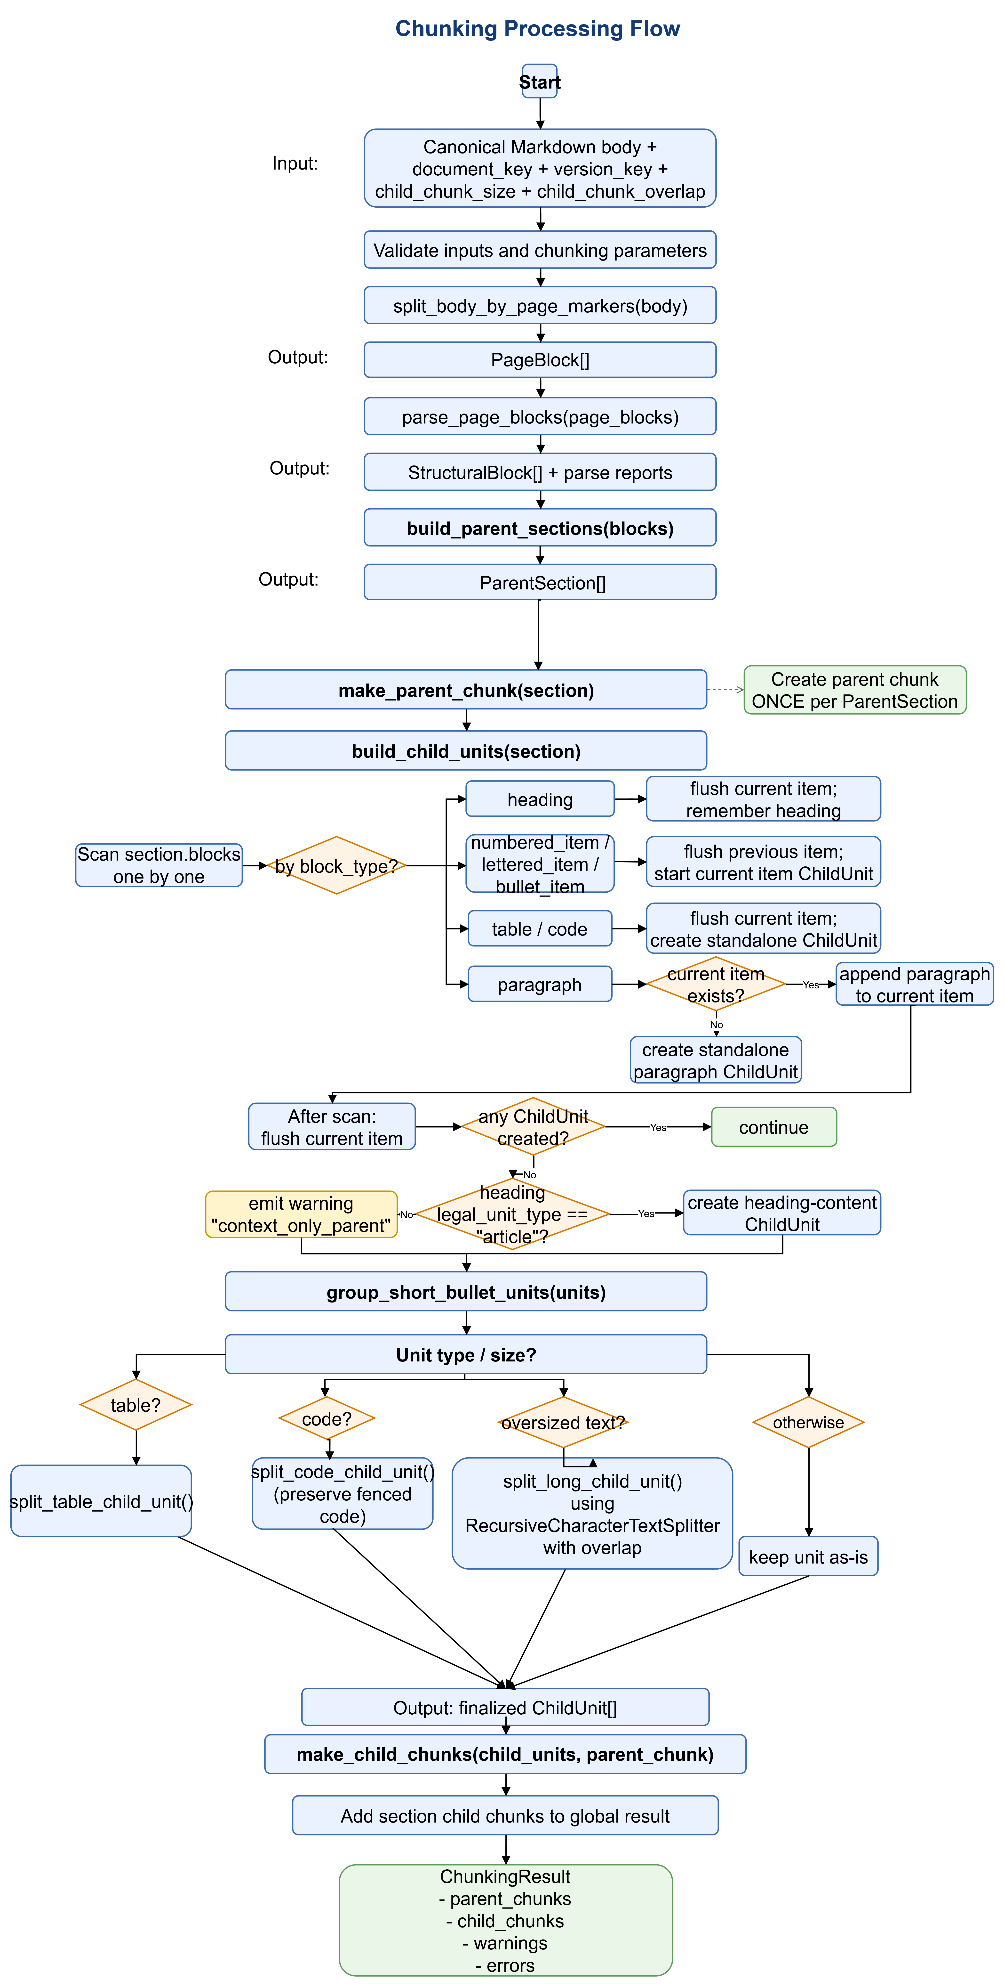 Chunking Processing Flow
Start
Input:
Canonical Markdown body +
document_key + version_key +
child_chunk_size + child_chunk_overlap
Validate inputs and chunking parameters
split_body_by_page_markers(body)
Output:
PageBlock[]
parse_page_blocks(page_blocks)
Output:
StructuralBlock[] + parse reports
build_parent_sections(blocks)
Output:
ParentSection[]
make_parent_chunk(section)
Create parent chunk
ONCE per ParentSection
build_child_units(section)
Scan section.blocks
one by one
by block_type?
heading
flush current item;
remember heading
numbered_item /
lettered_item /
bullet_item
flush previous item;
start current item ChildUnit
table / code
flush current item;
create standalone ChildUnit
paragraph
current item
exists?
Yes
append paragraph
to current item
No
create standalone
paragraph ChildUnit
After scan:
flush current item
any ChildUnit
created?
Yes
continue
No
heading
legal_unit_type ==
"article"?
No
emit warning
"context_only_parent"
Yes
create heading-content
ChildUnit
group_short_bullet_units(units)
Unit type / size?
table?
code?
oversized text?
otherwise
split_table_child_unit()
split_code_child_unit()
(preserve fenced
code)
split_long_child_unit()
using
RecursiveCharacterTextSplitter
with overlap
keep unit as-is
Output: finalized ChildUnit[]
make_child_chunks(child_units, parent_chunk)
Add section child chunks to global result
ChunkingResult
- parent_chunks
- child_chunks
- warnings
- errors